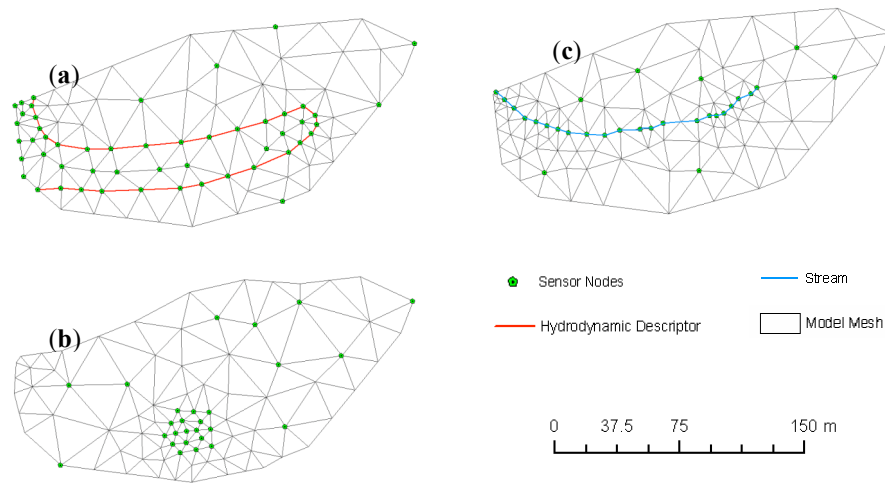 (a)
(c)
Sensor Nodes
Stream
(b)
Hydrodynamic Descriptor
Model Mesh
0 37.5 75 150 m